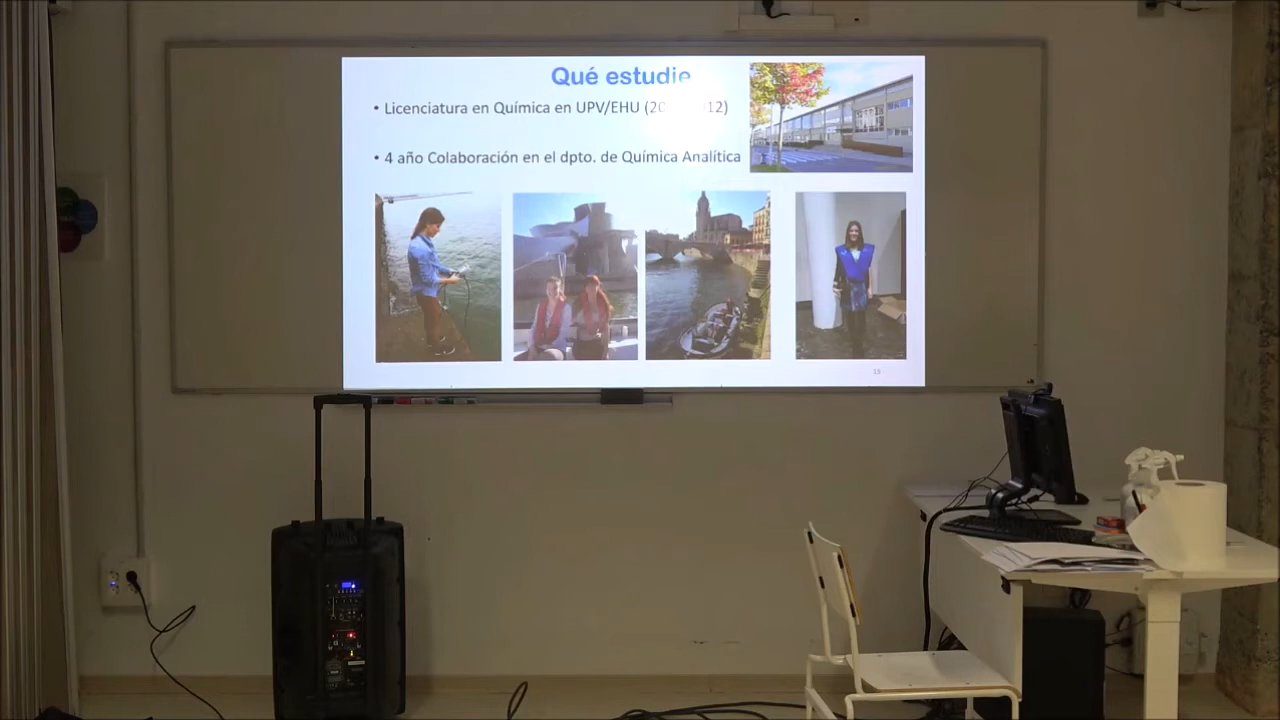 Qué estudie
• Licenciatura en Química en UPV/EHU (20 12)
• 4 año Colaboración en el dpto. de Química Analítica